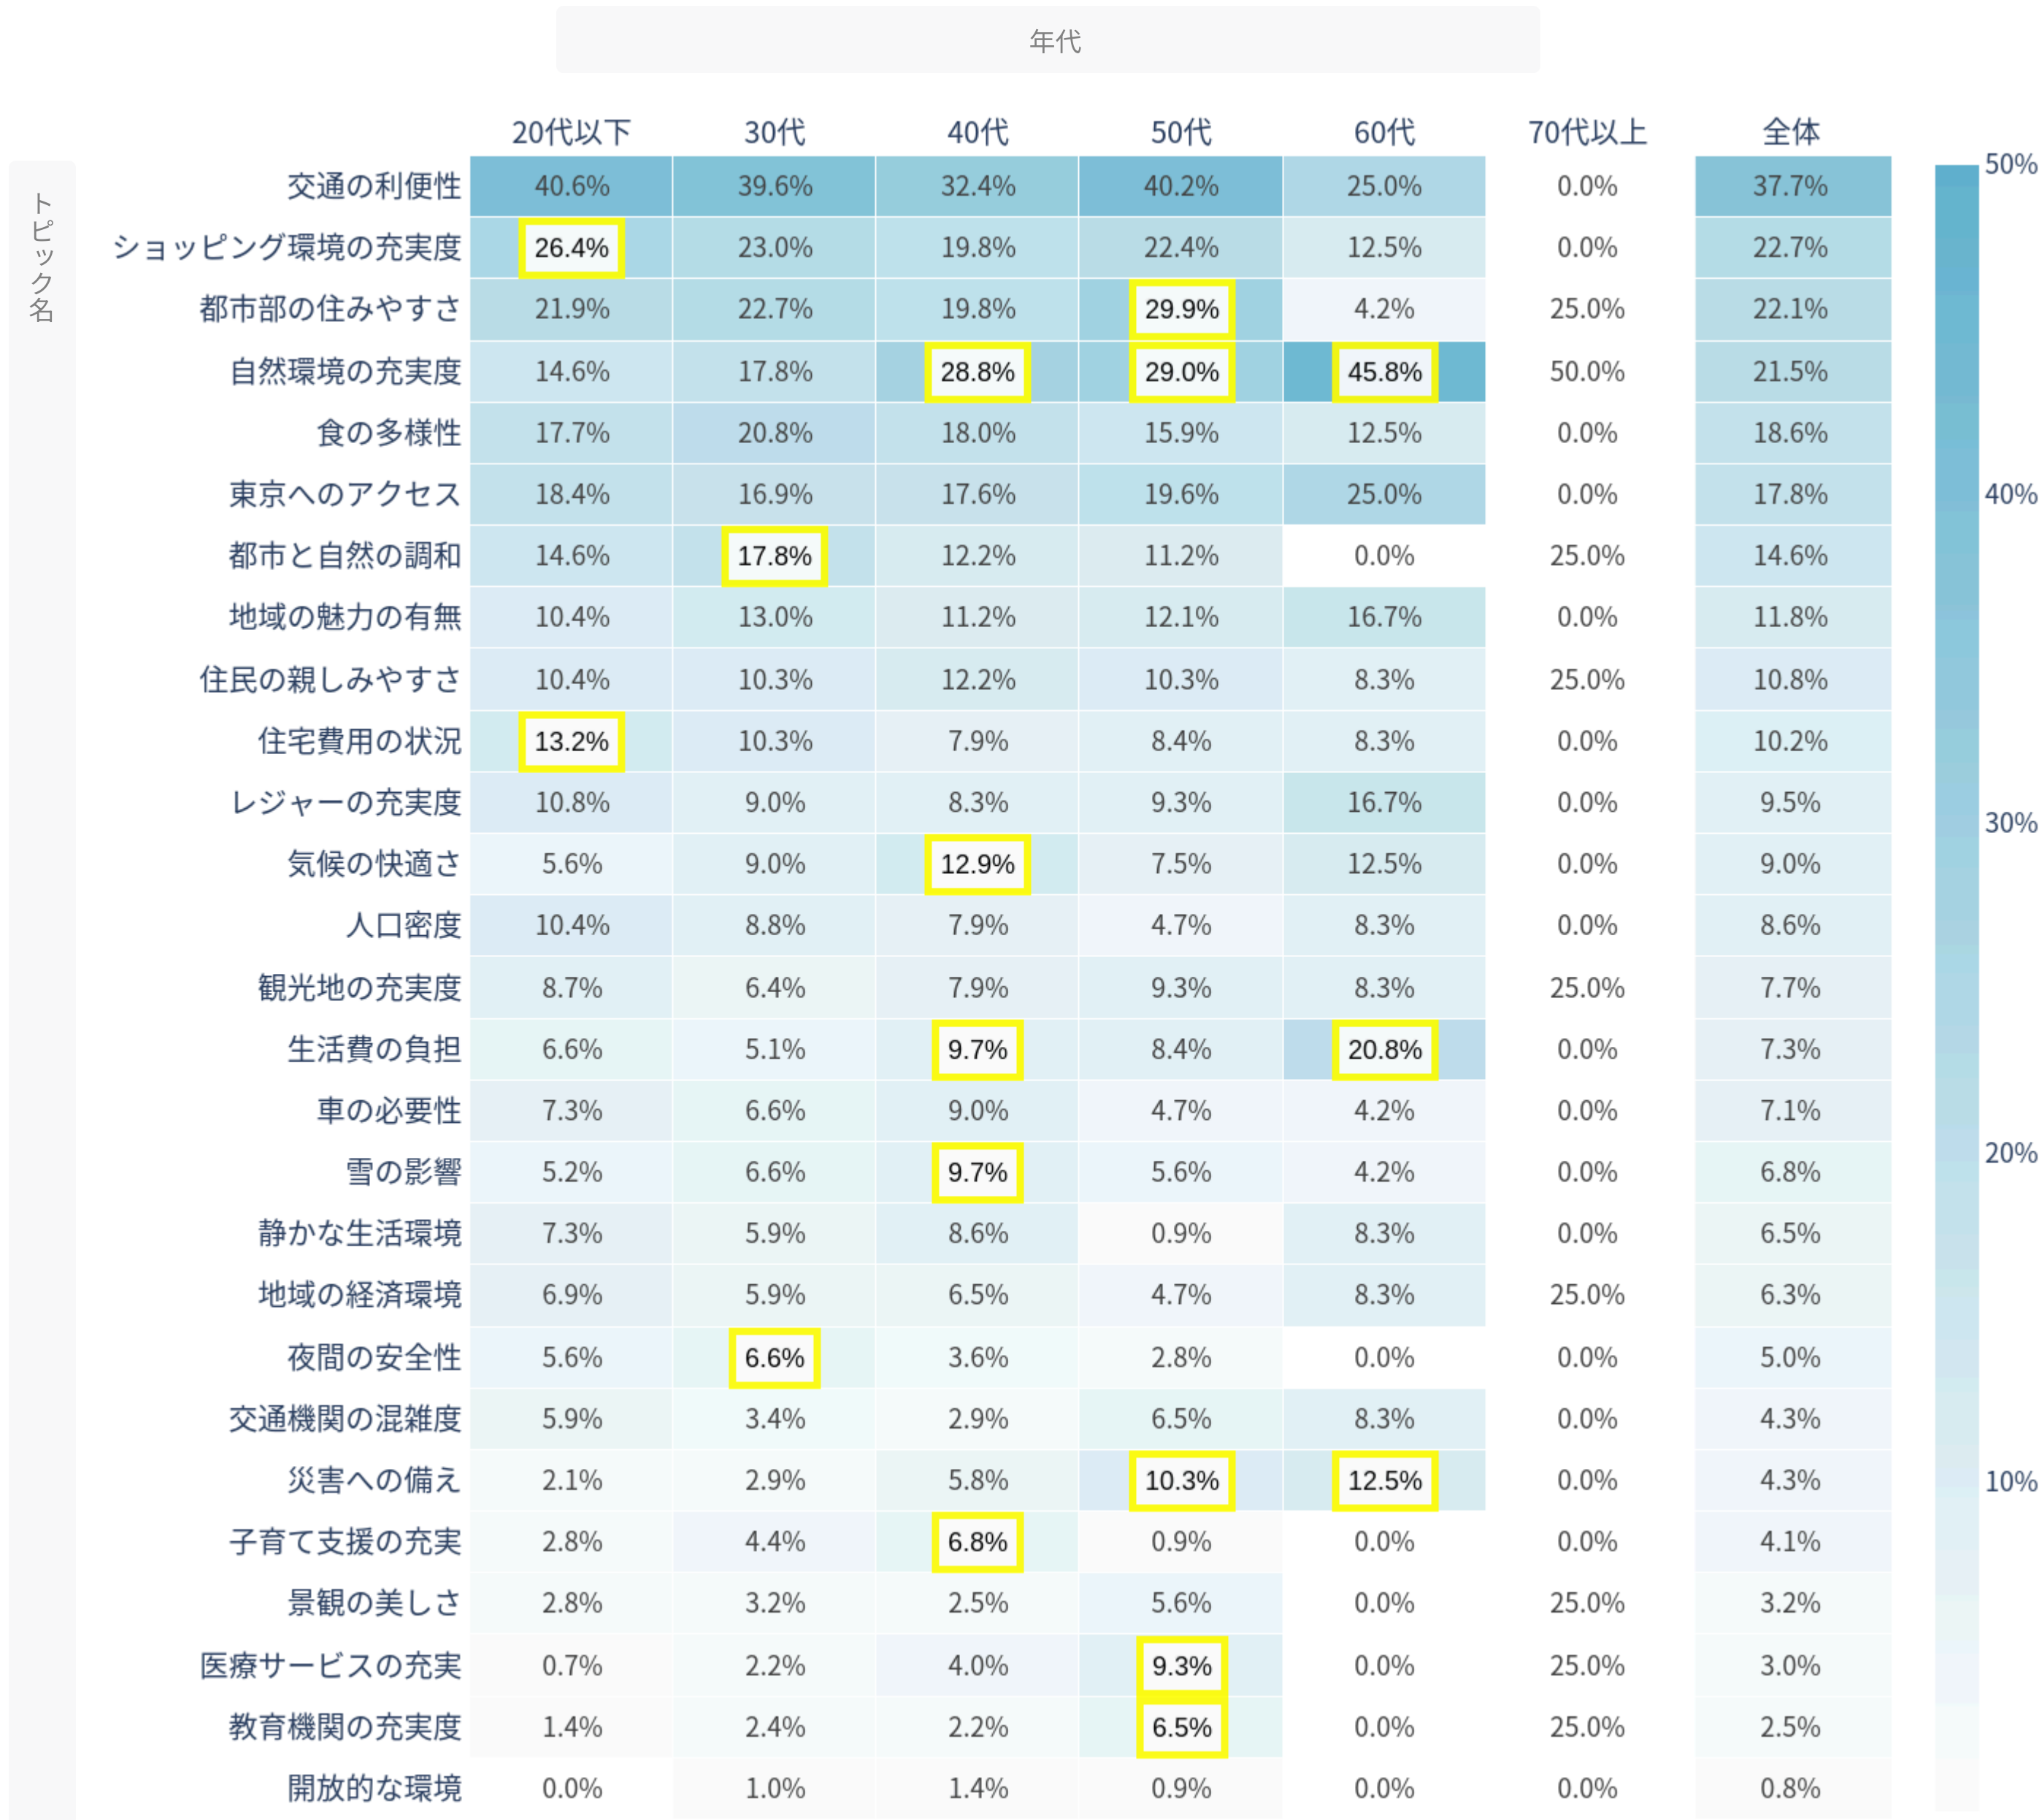 年代
20代以下 30代 40代 50代 60代 70代以上 全体
トピック名
交通の利便性 40.6% 39.6% 32.4% 40.2% 25.0% 0.0% 37.7%
ショッピング環境の充実度 26.4% 23.0% 19.8% 22.4% 12.5% 0.0% 22.7%
都市部の住みやすさ 21.9% 22.7% 19.8% 29.9% 4.2% 25.0% 22.1%
自然環境の充実度 14.6% 17.8% 28.8% 29.0% 45.8% 50.0% 21.5%
食の多様性 17.7% 20.8% 18.0% 15.9% 12.5% 0.0% 18.6%
東京へのアクセス 18.4% 16.9% 17.6% 19.6% 25.0% 0.0% 17.8%
都市と自然の調和 14.6% 17.8% 12.2% 11.2% 0.0% 25.0% 14.6%
地域の魅力の有無 10.4% 13.0% 11.2% 12.1% 16.7% 0.0% 11.8%
住民の親しみやすさ 10.4% 10.3% 12.2% 10.3% 8.3% 25.0% 10.8%
住宅費用の状況 13.2% 10.3% 7.9% 8.4% 8.3% 0.0% 10.2%
レジャーの充実度 10.8% 9.0% 8.3% 9.3% 16.7% 0.0% 9.5%
気候の快適さ 5.6% 9.0% 12.9% 7.5% 12.5% 0.0% 9.0%
人口密度 10.4% 8.8% 7.9% 4.7% 8.3% 0.0% 8.6%
観光地の充実度 8.7% 6.4% 7.9% 9.3% 8.3% 25.0% 7.7%
生活費の負担 6.6% 5.1% 9.7% 8.4% 20.8% 0.0% 7.3%
車の必要性 7.3% 6.6% 9.0% 4.7% 4.2% 0.0% 7.1%
雪の影響 5.2% 6.6% 9.7% 5.6% 4.2% 0.0% 6.8%
静かな生活環境 7.3% 5.9% 8.6% 0.9% 8.3% 0.0% 6.5%
地域の経済環境 6.9% 5.9% 6.5% 4.7% 8.3% 25.0% 6.3%
夜間の安全性 5.6% 6.6% 3.6% 2.8% 0.0% 0.0% 5.0%
交通機関の混雑度 5.9% 3.4% 2.9% 6.5% 8.3% 0.0% 4.3%
災害への備え 2.1% 2.9% 5.8% 10.3% 12.5% 0.0% 4.3%
子育て支援の充実 2.8% 4.4% 6.8% 0.9% 0.0% 0.0% 4.1%
景観の美しさ 2.8% 3.2% 2.5% 5.6% 0.0% 25.0% 3.2%
医療サービスの充実 0.7% 2.2% 4.0% 9.3% 0.0% 25.0% 3.0%
教育機関の充実度 1.4% 2.4% 2.2% 6.5% 0.0% 25.0% 2.5%
開放的な環境 0.0% 1.0% 1.4% 0.9% 0.0% 0.0% 0.8%
50%
40%
30%
20%
10%